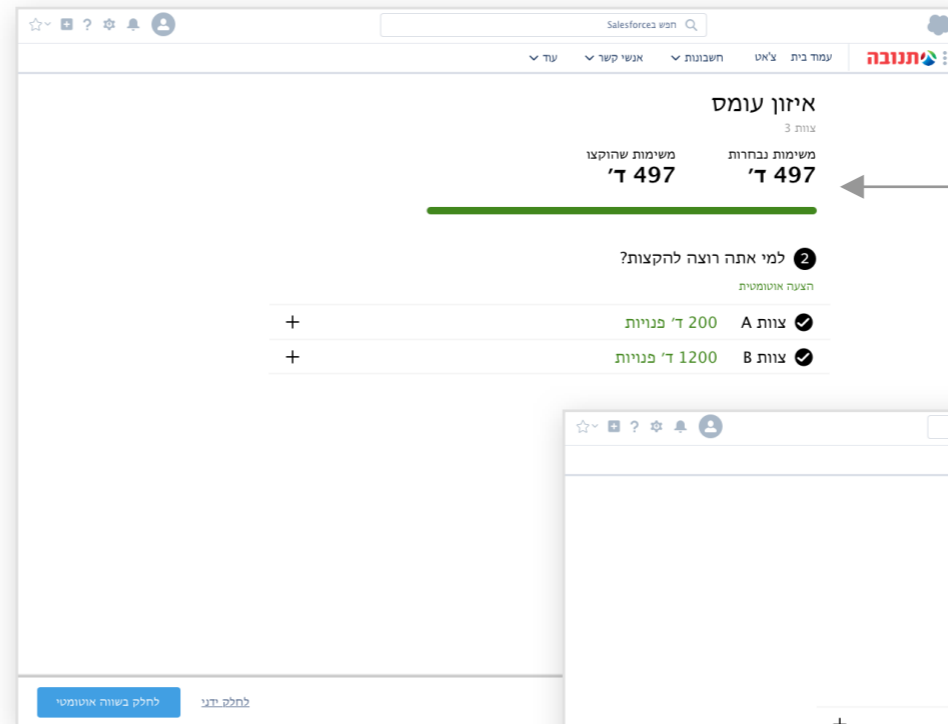 חפש בSalesforce
תנובה עמוד בית צ'אט חשבונות אנשי קשר עוד
איזון עומס
צוות 3
משימות נבחרות משימות שהוקצו
497 ד׳ 497 ד׳
2 למי אתה רוצה להקצות?
הצעה אוטומטית
צוות A 200 ד׳ פנויות
צוות B 1200 ד׳ פנויות
לחלק ידני לחלק בשווה אוטומטי